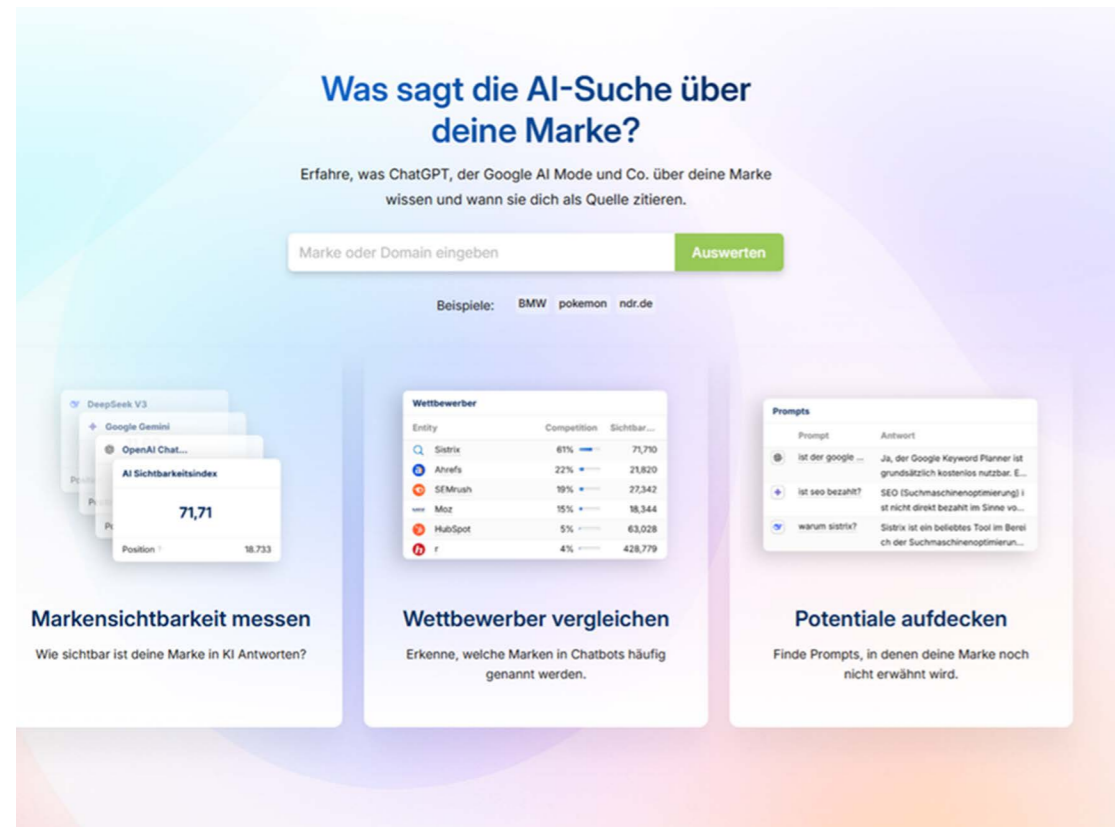 Was sagt die AI-Suche über
deine Marke?
Erfahre, was ChatGPT, der Google AI Mode und Co. über deine Marke
wissen und wann sie dich als Quelle zitieren.
Marke oder Domain eingeben
Auswerten
Beispiele: BMW pokemon ndr.de
DeepSeek V3
Google Gemini
OpenAI Chat...
AI Sichtbarkeitsindex
71,71
Position 18.733
Markensichtbarkeit messen
Wie sichtbar ist deine Marke in KI Antworten?
Wettbewerber
Entity Competition Sichtbar...
Sistrix 61% 71,710
Ahrefs 22% 21,820
SEMrush 19% 27,342
Moz 15% 18,344
HubSpot 5% 63,028
r 4% 428,779
Wettbewerber vergleichen
Erkenne, welche Marken in Chatbots häufig
genannt werden.
Prompts
Prompt Antwort
ist der google ... Ja, der Google Keyword Planner ist
grundsätzlich kostenlos nutzbar. E...
ist seo bezahlt? SEO (Suchmaschinenoptimierung) i
st nicht direkt bezahlt im Sinne vo...
warum sistrix? Sistrix ist ein beliebtes Tool im Berei
ch der Suchmaschinenoptimierun...
Potentiale aufdecken
Finde Prompts, in denen deine Marke noch
nicht erwähnt wird.